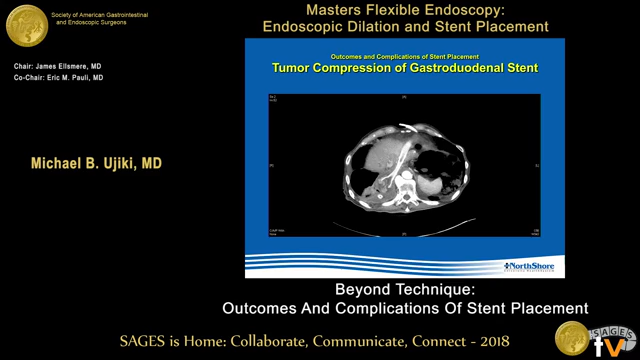 Society of American Gastrointestinal
and Endoscopic Surgeons
Chair: James Ellsmere, MD
Co-Chair: Eric M. Pauli, MD
Michael B. Ujiki, MD
Masters Flexible Endoscopy:
Endoscopic Dilation and Stent Placement
Outcomes and Complications of Stent Placement
Tumor Compression of Gastroduodenal Stent
NorthShore
Beyond Technique:
Outcomes And Complications Of Stent Placement
SAGES is Home: Collaborate, Communicate, Connect - 2018
SAGES
tv